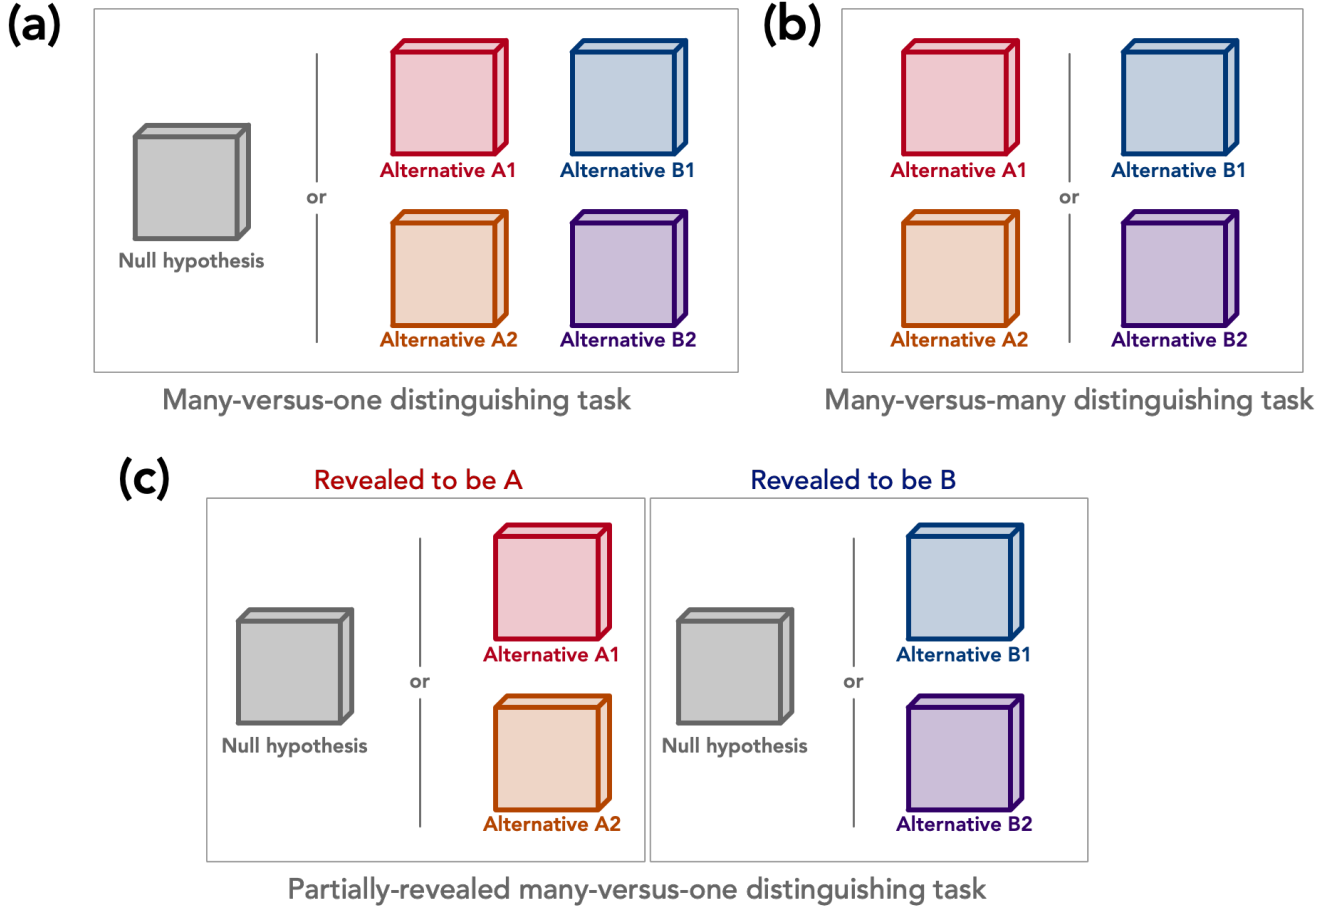 (a)
Null hypothesis
or
Alternative A1
Alternative B1
Alternative A2
Alternative B2
Many-versus-one distinguishing task
(b)
Alternative A1
Alternative A2
or
Alternative B1
Alternative B2
Many-versus-many distinguishing task
(c)
Revealed to be A
Null hypothesis
or
Alternative A1
Alternative A2
Revealed to be B
Null hypothesis
or
Alternative B1
Alternative B2
Partially-revealed many-versus-one distinguishing task